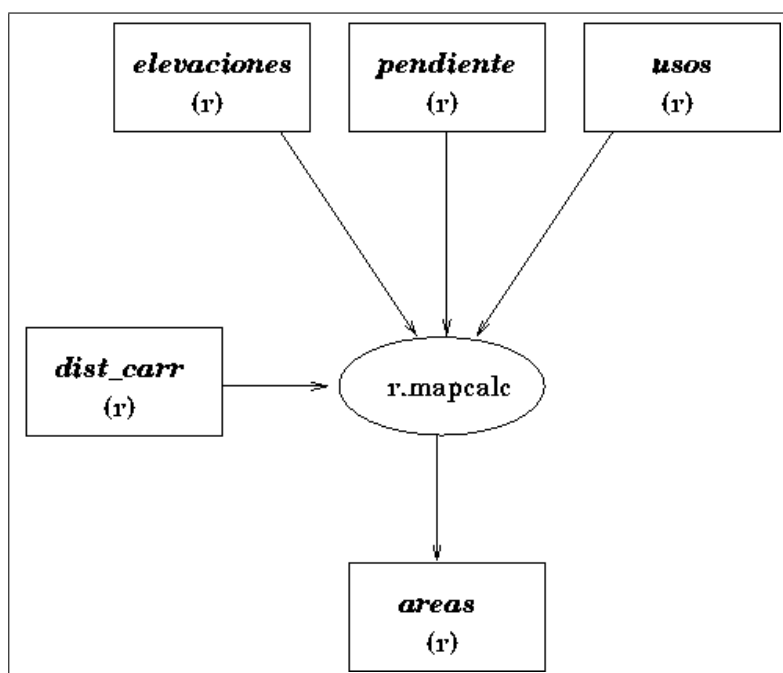 elevaciones
(r)
pendiente
(r)
usos
(r)
dist_carr
(r)
r.mapcalc
areas
(r)